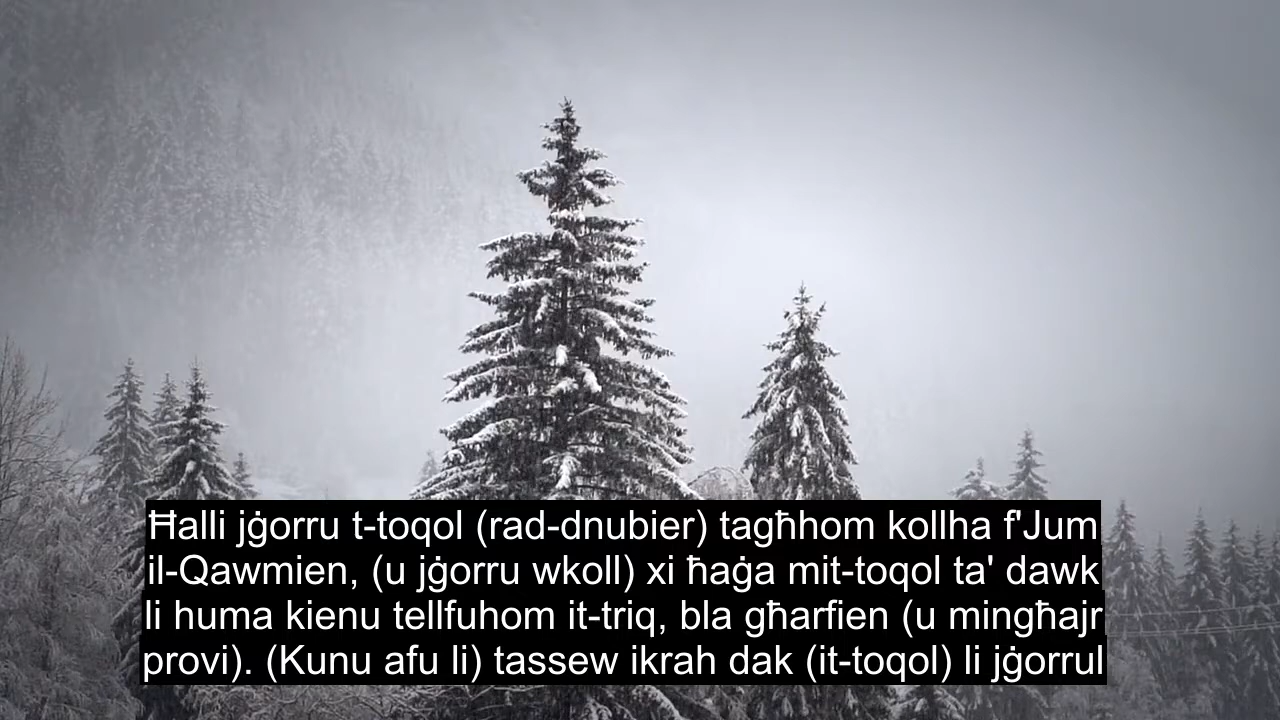 Ħalli jġorru t-toqol (rad-dnubier) tagħhom kollha f'Jum
il-Qawmien, (u jġorru wkoll) xi ħaġa mit-toqol ta' dawk
li huma kienu tellfuhom it-triq, bla għarfien (u mingħajr
provi). (Kunu afu li) tassew ikrah dak (it-toqol) li jġorrul